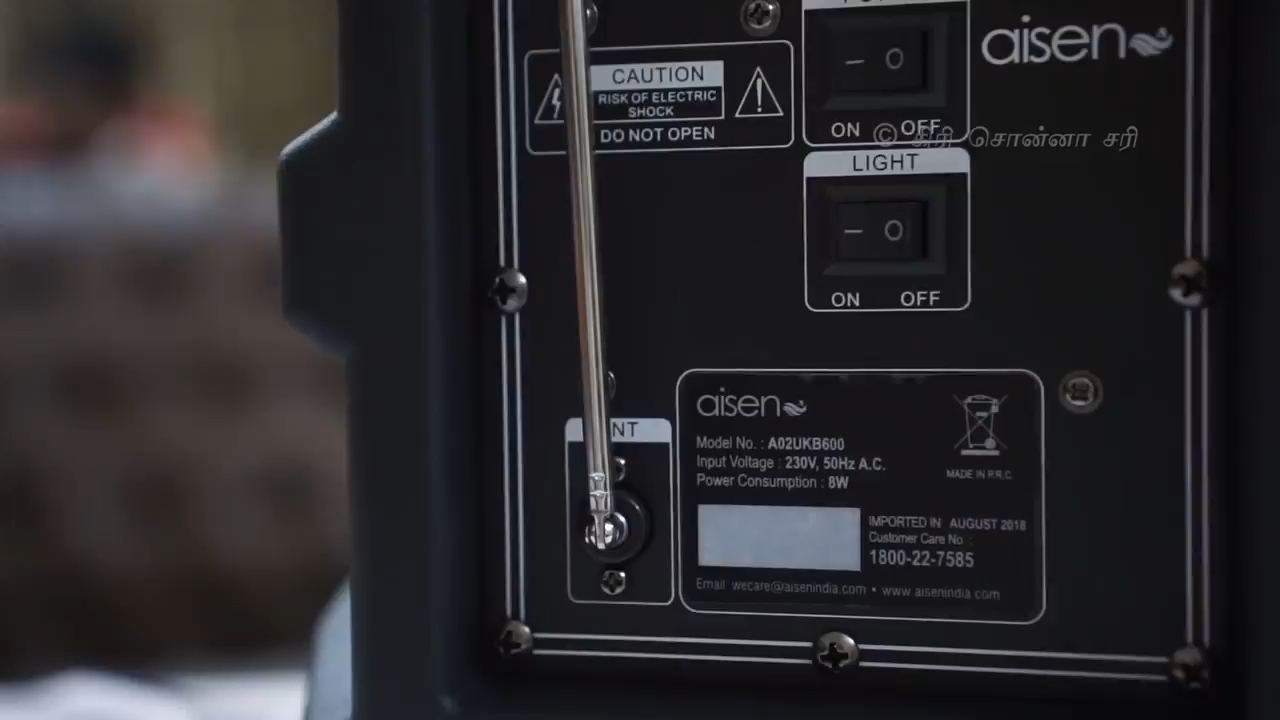 aisen
CAUTION
RISK OF ELECTRIC
SHOCK
DO NOT OPEN
— O
ON OFF
© சொன்னா சரி
LIGHT
— O
ON OFF
aisen
Model No. : A02UKB600
Input Voltage : 230V, 50Hz A.C.
Power Consumption : 8W
MADE IN P.R.C.
IMPORTED IN AUGUST 2018
Customer Care No. :
1800-22-7585
Email wecare@aisenindia.com • www.aisenindia.com